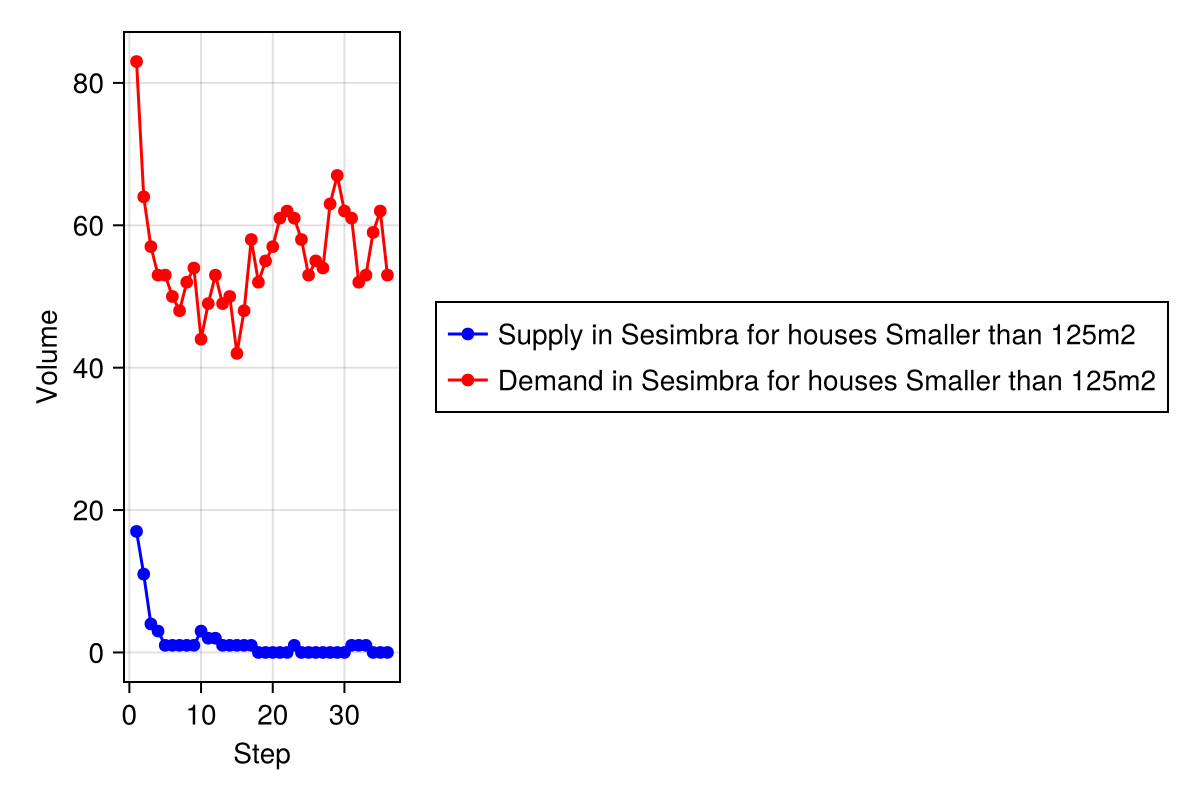 80
60
40
20
0
Volume
0 10 20 30
Step
Supply in Sesimbra for houses Smaller than 125m2
Demand in Sesimbra for houses Smaller than 125m2